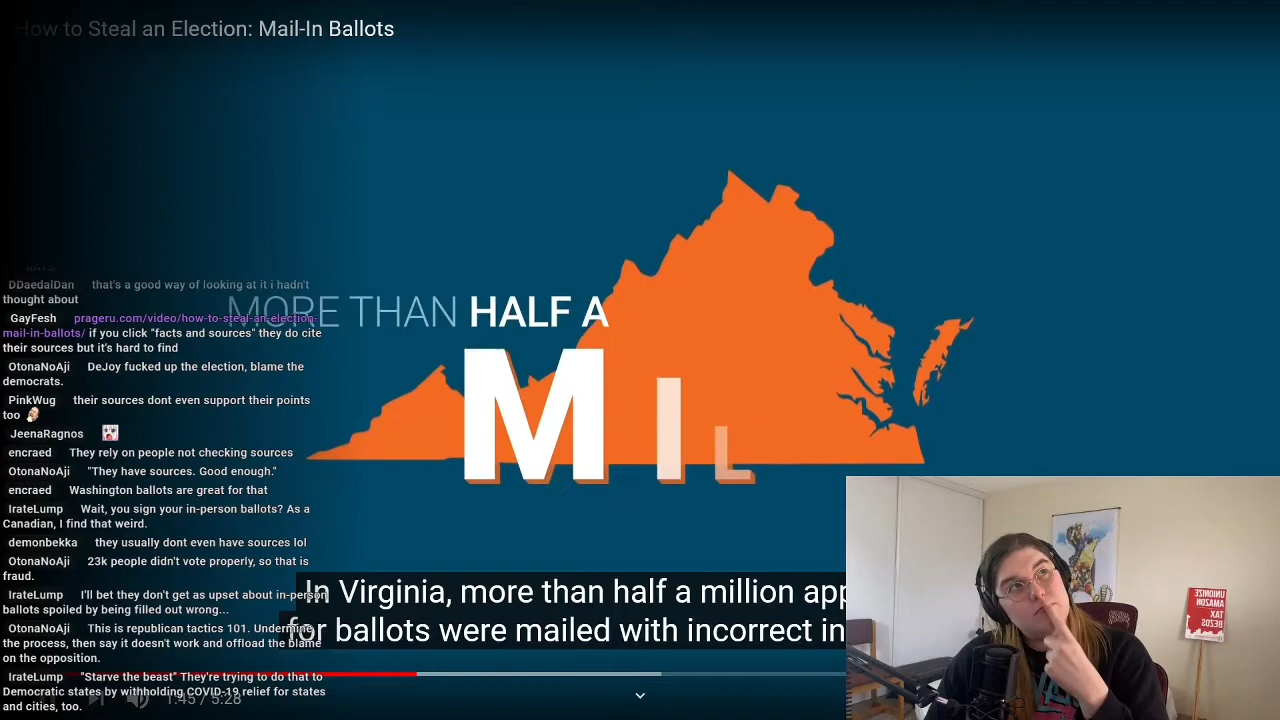 How to Steal an Election: Mail-In Ballots
MORE THAN HALF A
MIL
DDaedalDan that's a good way of looking at it i hadn't
thought about
GayFesh prageru.com/video/how-to-steal-an-election-
mail-in-ballots/ if you click "facts and sources" they do cite
their sources but it's hard to find
OtonaNoAji DeJoy fucked up the election, blame the
democrats.
PinkWug their sources dont even support their points
too
JeenaRagnos
encraed They rely on people not checking sources
OtonaNoAji "They have sources. Good enough."
encraed Washington ballots are great for that
IrateLump Wait, you sign your in-person ballots? As a
Canadian, I find that weird.
demonbekka they usually dont even have sources lol
OtonaNoAji 23k people didn't vote properly, so that is
fraud.
IrateLump I'll bet they don't get as upset about in-person
ballots spoiled by being filled out wrong...
OtonaNoAji This is republican tactics 101. Undermine
the process, then say it doesn't work and offload the blame
on the opposition.
IrateLump "Starve the beast" They're trying to do that to
Democratic states by withholding COVID-19 relief for states
and cities, too.
In Virginia, more than half a million app
for ballots were mailed with incorrect in
1:45 / 5:28
UNIONIZE
AMAZON
TAX
BEZOS